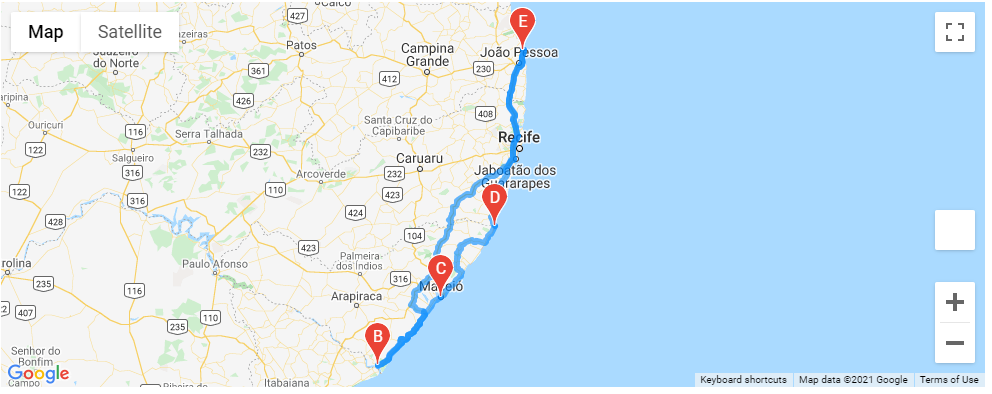 Map
Satellite
Caico
427
E
Juazeiro
do Norte
Patos
Campina
Grande
João Pessoa
361
412
230
426
408
Santa Cruz do
Capibaribe
Ouricuri
116
Serra Talhada
Recife
122
Salgueiro
232
232
Caruaru
Jaboatão dos
Guararapes
316
Arcoverde
423
122
110
D
316
424
428
104
423
Palmeira
dos Índios
Paulo Afonso
C
316
235
Maceió
116
Arapiraca
407
235
110
B
Senhor do
Bonfim
Itabaiana
Campo
Ribeira do
Google
Keyboard shortcuts
Map data ©2021 Google
Terms of Use